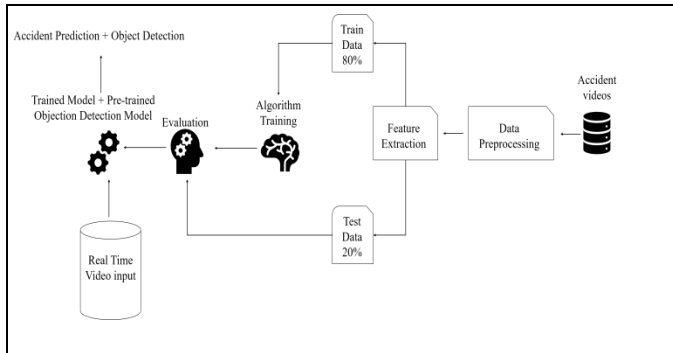 Accident Prediction + Object Detection
Trained Model + Pre-trained
Objection Detection Model
Evaluation
Algorithm
Training
Train
Data
80%
Feature
Extraction
Data
Preprocessing
Accident
videos
Test
Data
20%
Real Time
Video input